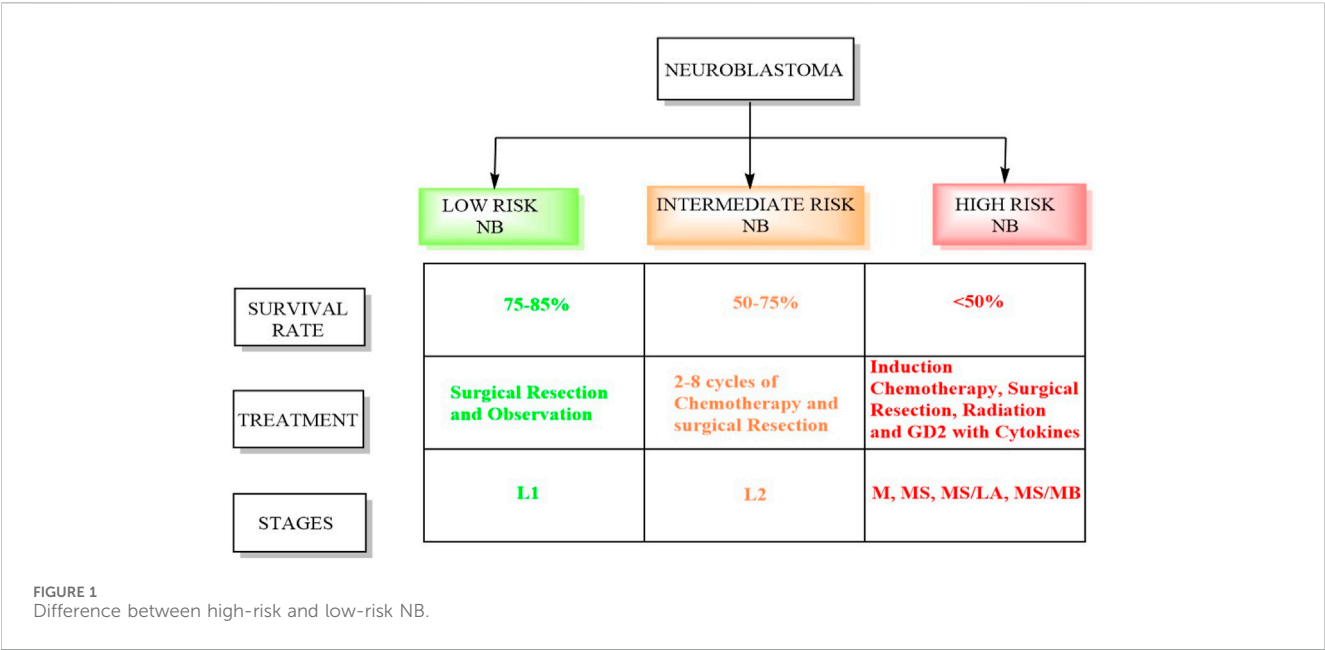 NEUROBLASTOMA
LOW RISK
NB
INTERMEDIATE RISK
NB
HIGH RISK
NB
SURVIVAL
RATE
75-85%
50-75%
<50%
TREATMENT
Surgical Resection
and Observation
2-8 cycles of
Chemotherapy and
surgical Resection
Induction
Chemotherapy, Surgical
Resection, Radiation
and GD2 with Cytokines
STAGES
L1
L2
M, MS, MS/LA, MS/MB
FIGURE 1
Difference between high-risk and low-risk NB.